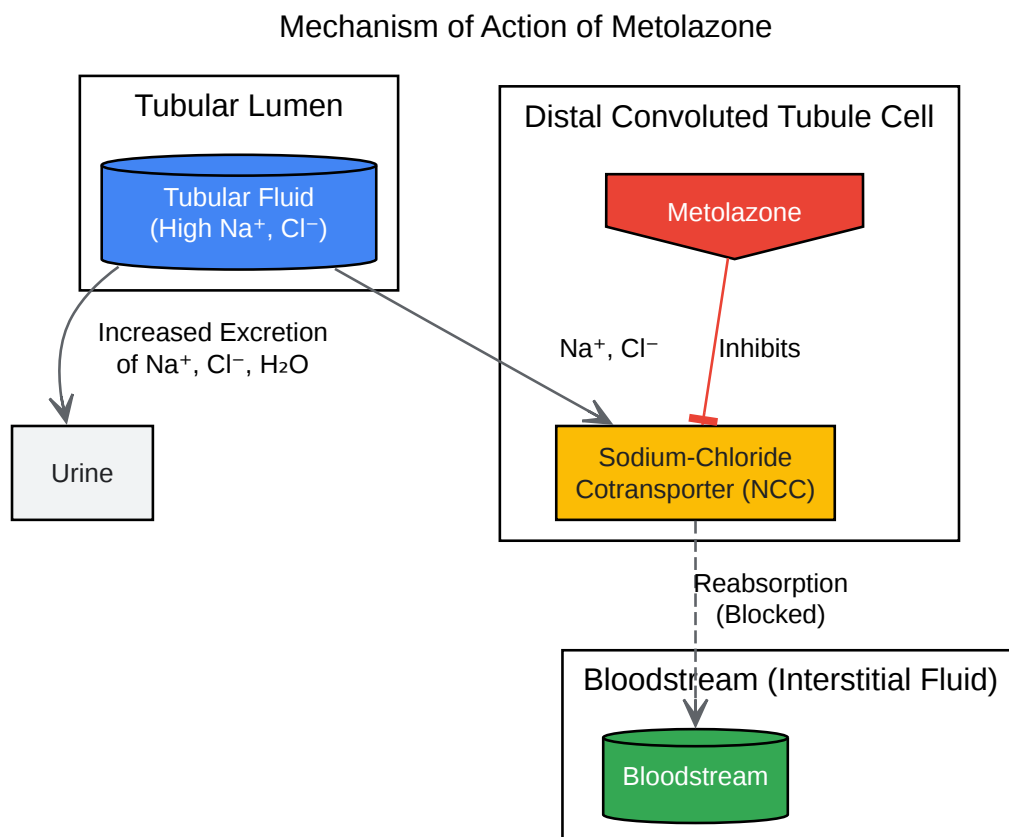 Mechanism of Action of Metolazone
Tubular Lumen
Tubular Fluid
(High Na⁺, Cl⁻)
Distal Convoluted Tubule Cell
Metolazone
Increased Excretion
of Na⁺, Cl⁻, H₂O
Na⁺, Cl⁻
Inhibits
Urine
Sodium-Chloride
Cotransporter (NCC)
Reabsorption
(Blocked)
Bloodstream (Interstitial Fluid)
Bloodstream